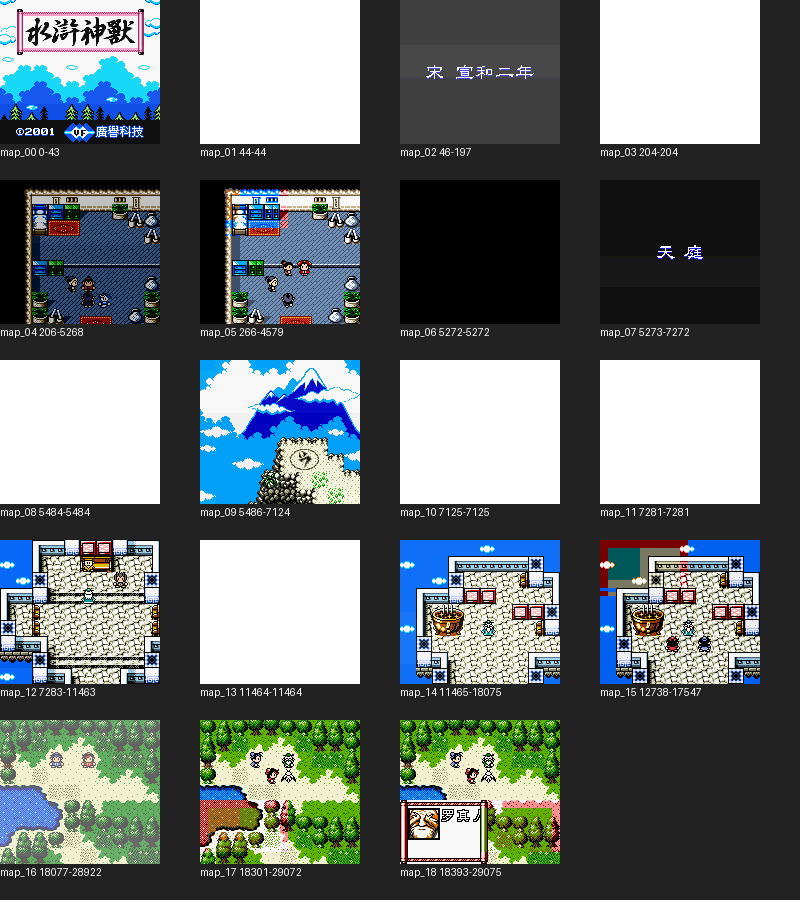 水滸神獸
©2001 VF 廣譽科技
宋 宣和二年
map_00 0-43
map_01 44-44
map_02 46-197
map_03 204-204
map_04 206-5268
map_05 266-4579
map_06 5272-5272
天庭
map_07 5273-7272
map_08 5484-5484
map_09 5486-7124
map_10 7125-7125
map_11 7281-7281
map_12 7283-11463
map_13 11464-11464
map_14 11465-18075
map_15 12738-17547
罗真人
map_16 18077-28922
map_17 18301-29072
map_18 18393-29075